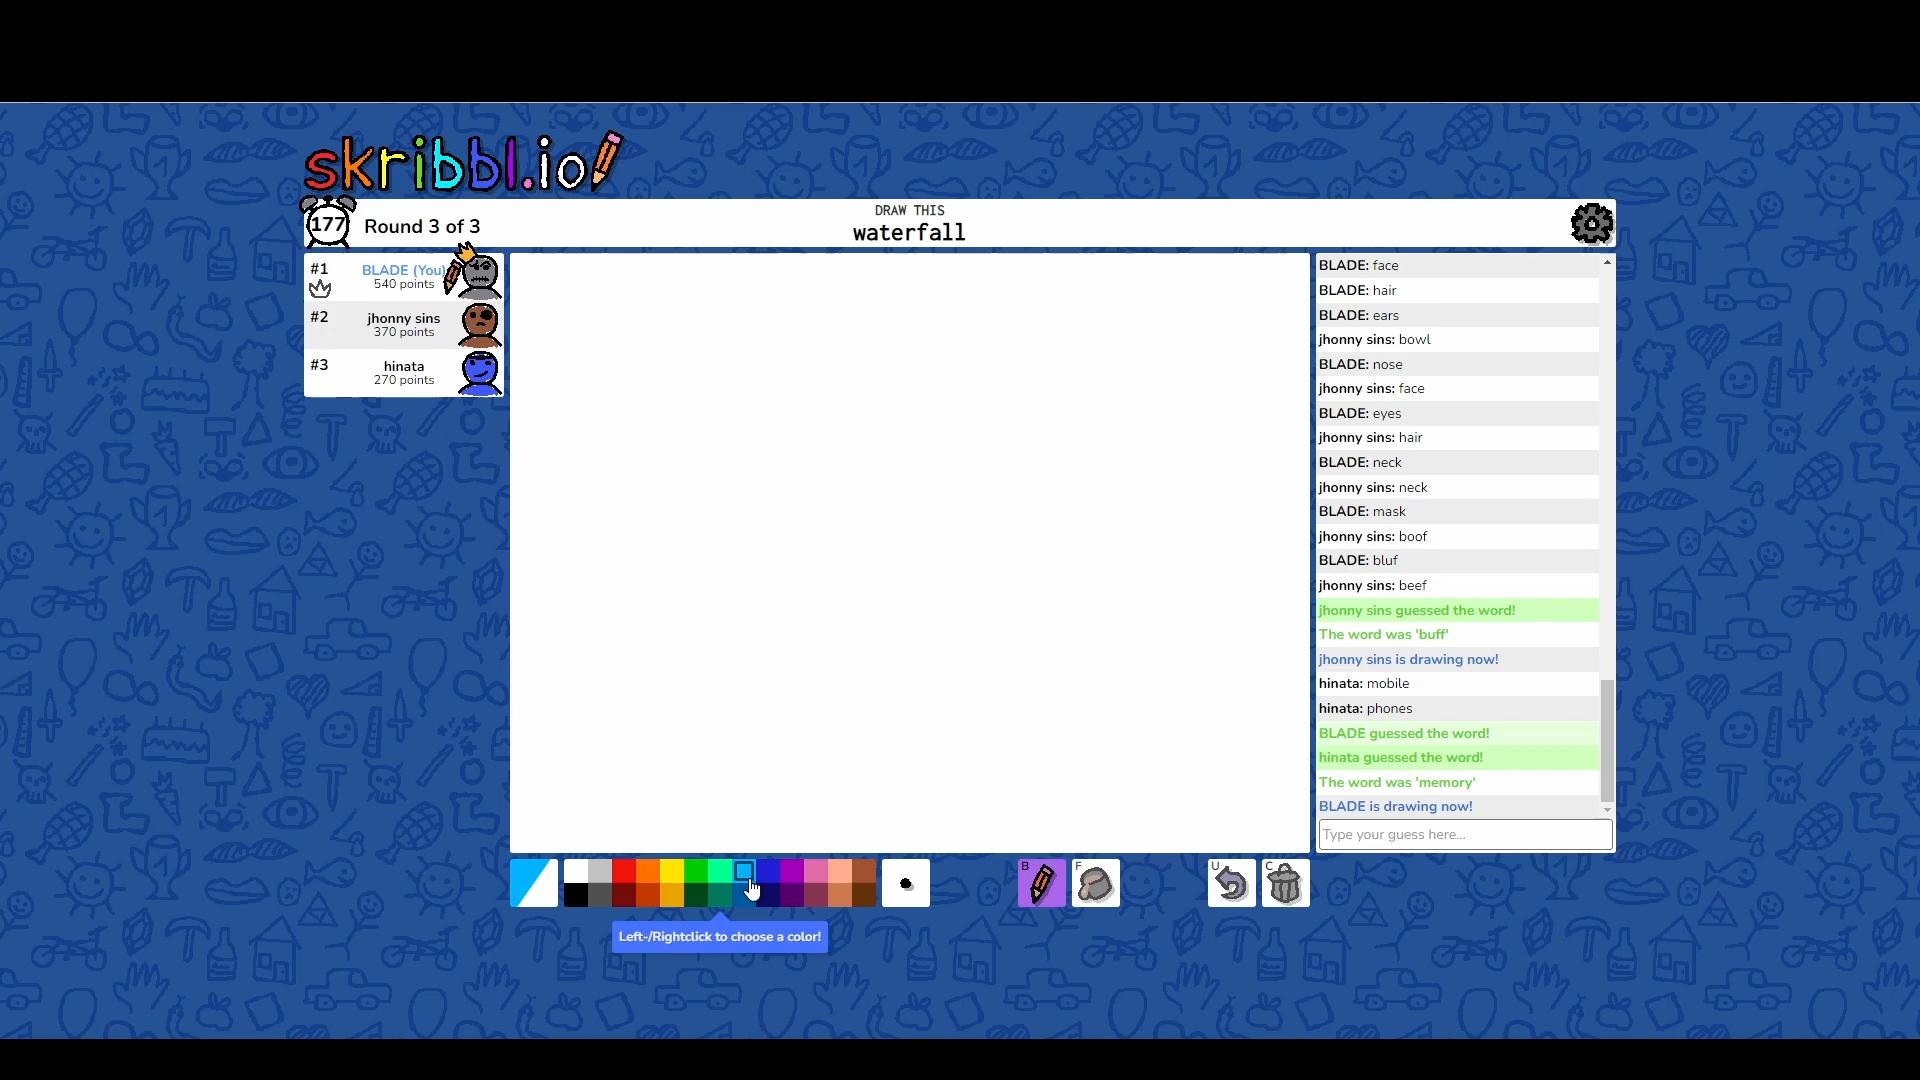 skribbl.io
177
Round 3 of 3
DRAW THIS
waterfall
#1
BLADE (You)
540 points
#2
jhonny sins
370 points
#3
hinata
270 points
BLADE: face
BLADE: hair
BLADE: ears
jhonny sins: bowl
BLADE: nose
jhonny sins: face
BLADE: eyes
jhonny sins: hair
BLADE: neck
jhonny sins: neck
BLADE: mask
jhonny sins: boof
BLADE: bluf
jhonny sins: beef
jhonny sins guessed the word!
The word was 'buff'
jhonny sins is drawing now!
hinata: mobile
hinata: phones
BLADE guessed the word!
hinata guessed the word!
The word was 'memory'
BLADE is drawing now!
Type your guess here...
B
F
U
C
Left-/Rightclick to choose a color!